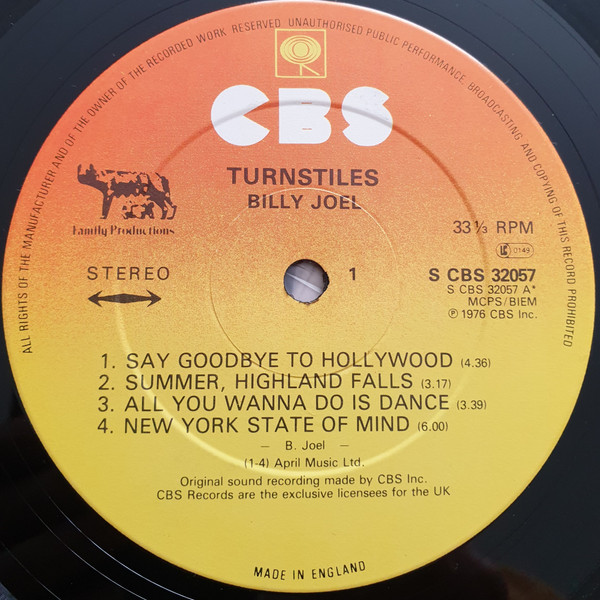 ALL RIGHTS OF THE MANUFACTURER AND OF THE OWNER OF THE RECORDED WORK RESERVED. UNAUTHORISED PUBLIC PERFORMANCE, BROADCASTING AND COPYING OF THIS RECORD PROHIBITED
CBS
TURNSTILES
BILLY JOEL
Family Productions
33⅓ RPM
LC 0149
STEREO
1
S CBS 32057
S CBS 32057 A*
MCPS/BIEM
℗ 1976 CBS Inc.
1. SAY GOODBYE TO HOLLYWOOD (4.36)
2. SUMMER, HIGHLAND FALLS (3.17)
3. ALL YOU WANNA DO IS DANCE (3.39)
4. NEW YORK STATE OF MIND (6.00)
— B. Joel —
(1-4) April Music Ltd.
Original sound recording made by CBS Inc.
CBS Records are the exclusive licensees for the UK
MADE IN ENGLAND